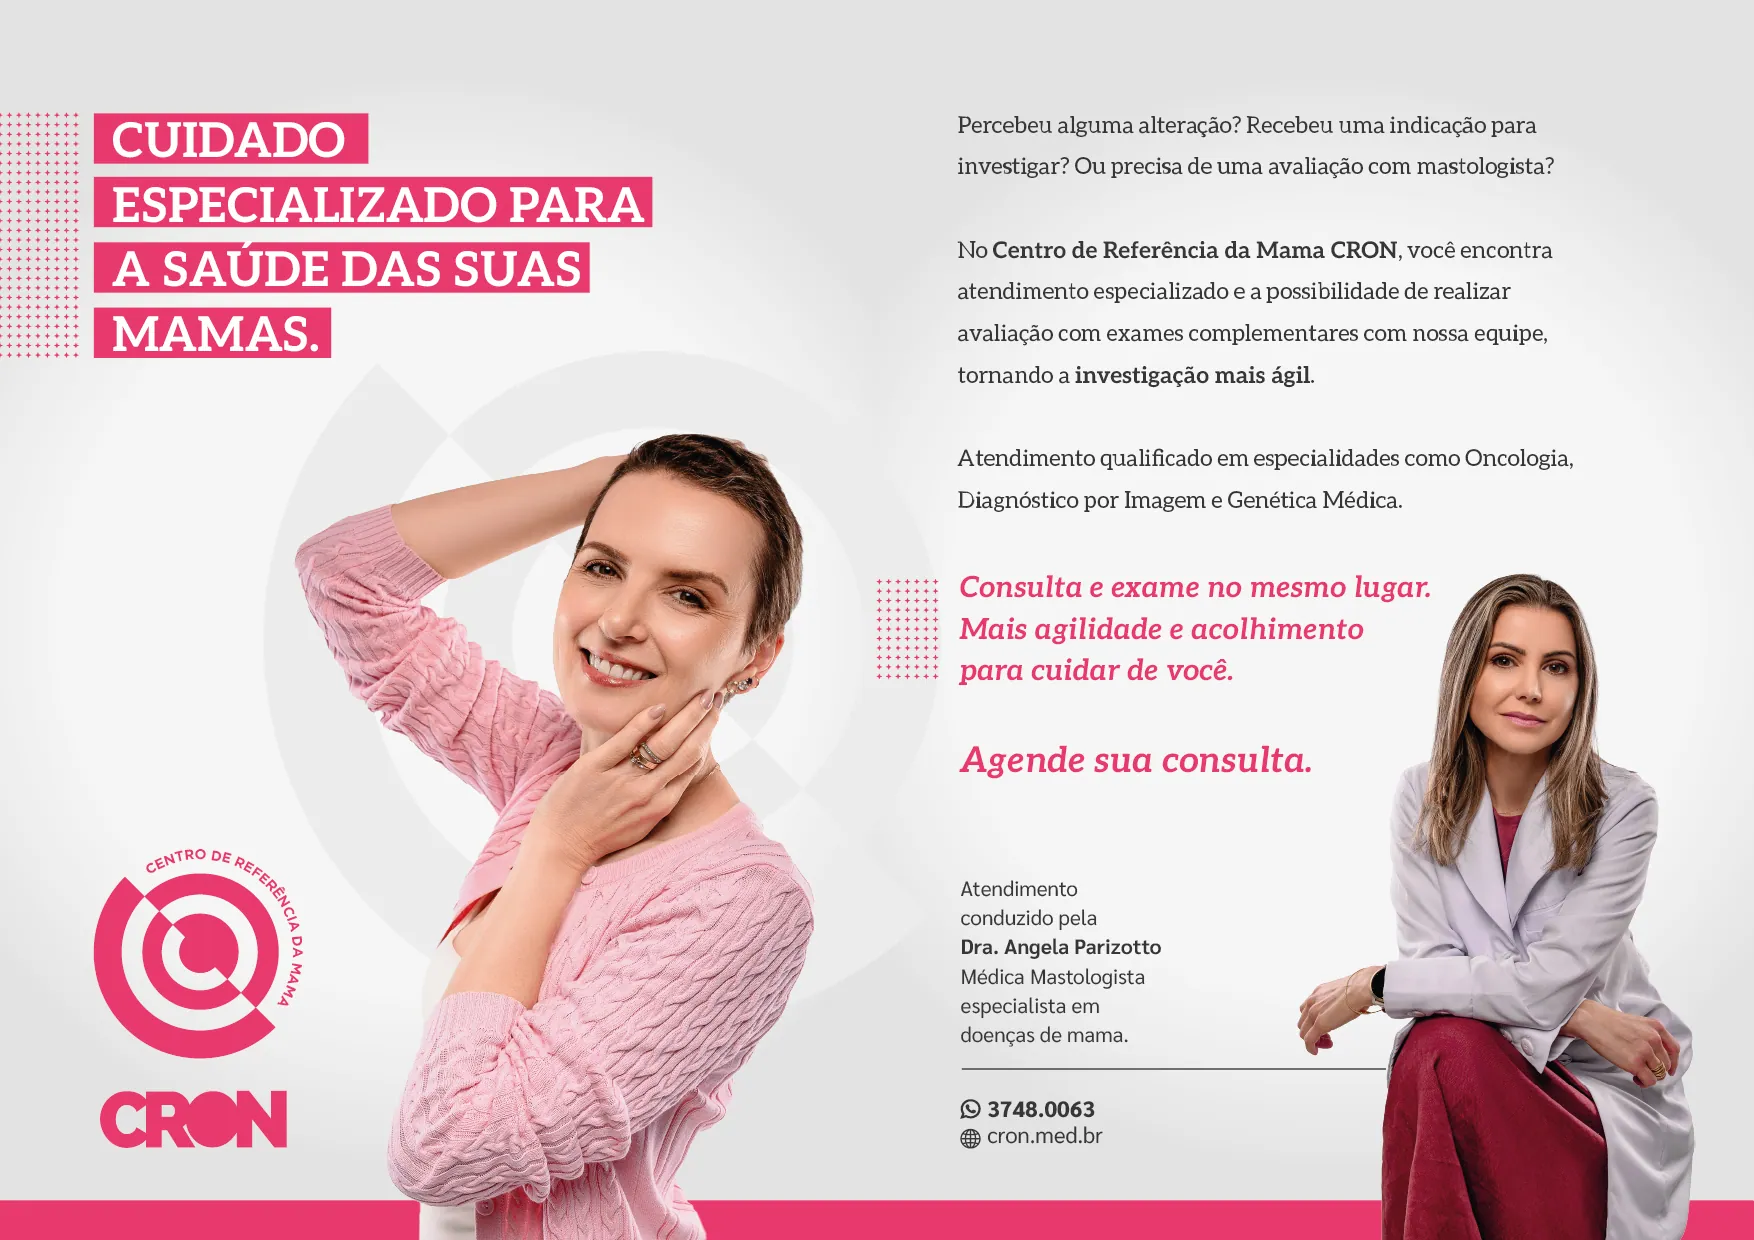 CUIDADO
ESPECIALIZADO PARA
A SAÚDE DAS SUAS
MAMAS.
CENTRO DE REFERÊNCIA DA MAMA
CRON
Percebeu alguma alteração? Recebeu uma indicação para
investigar? Ou precisa de uma avaliação com mastologista?
No Centro de Referência da Mama CRON, você encontra
atendimento especializado e a possibilidade de realizar
avaliação com exames complementares com nossa equipe,
tornando a investigação mais ágil.
Atendimento qualificado em especialidades como Oncologia,
Diagnóstico por Imagem e Genética Médica.
Consulta e exame no mesmo lugar.
Mais agilidade e acolhimento
para cuidar de você.
Agende sua consulta.
Atendimento
conduzido pela
Dra. Angela Parizotto
Médica Mastologista
especialista em
doenças de mama.
3748.0063
cron.med.br